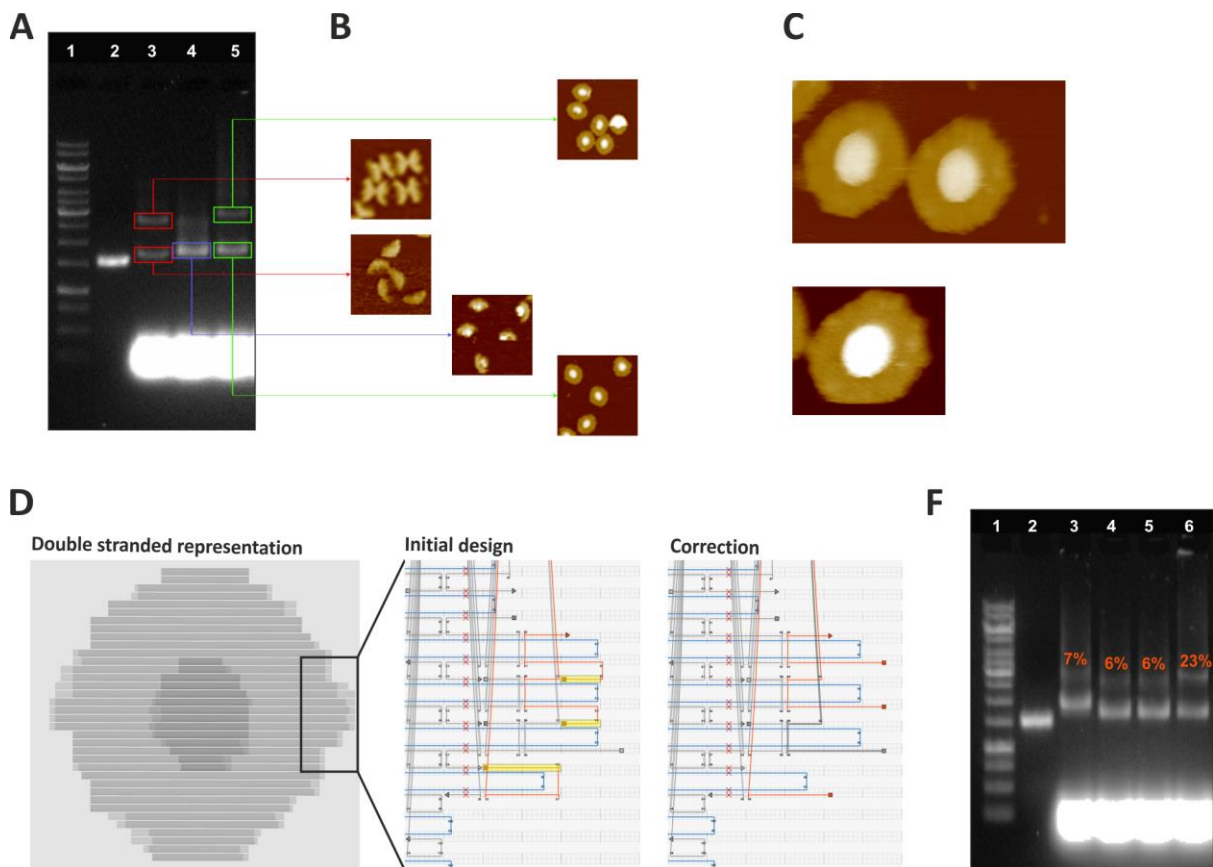 A
B
C
1 2 3 4 5
D
Double stranded representation
Initial design
Correction
F
1 2 3 4 5 6
7% 6% 6% 23%